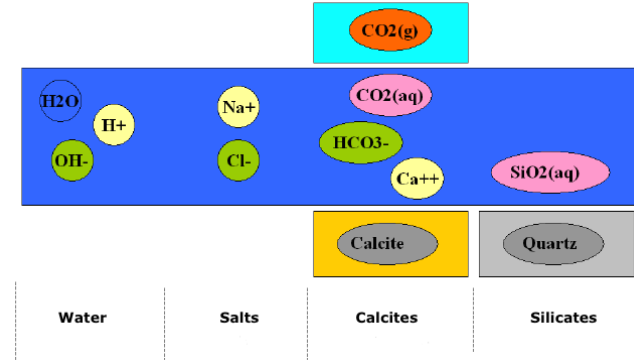 CO2(g)
H2O
H+
OH-
Na+
Cl-
CO2(aq)
HCO3-
Ca++
SiO2(aq)
Calcite
Quartz
Water
Salts
Calcites
Silicates